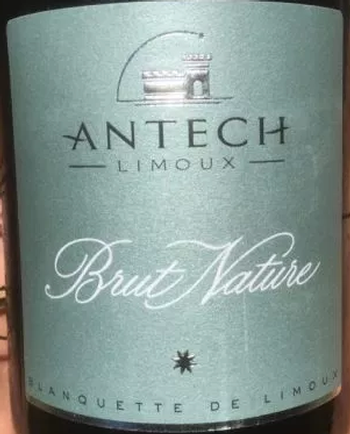 ANTECH
LIMOUX
Brut Nature
BLANQUETTE DE LIMOUX